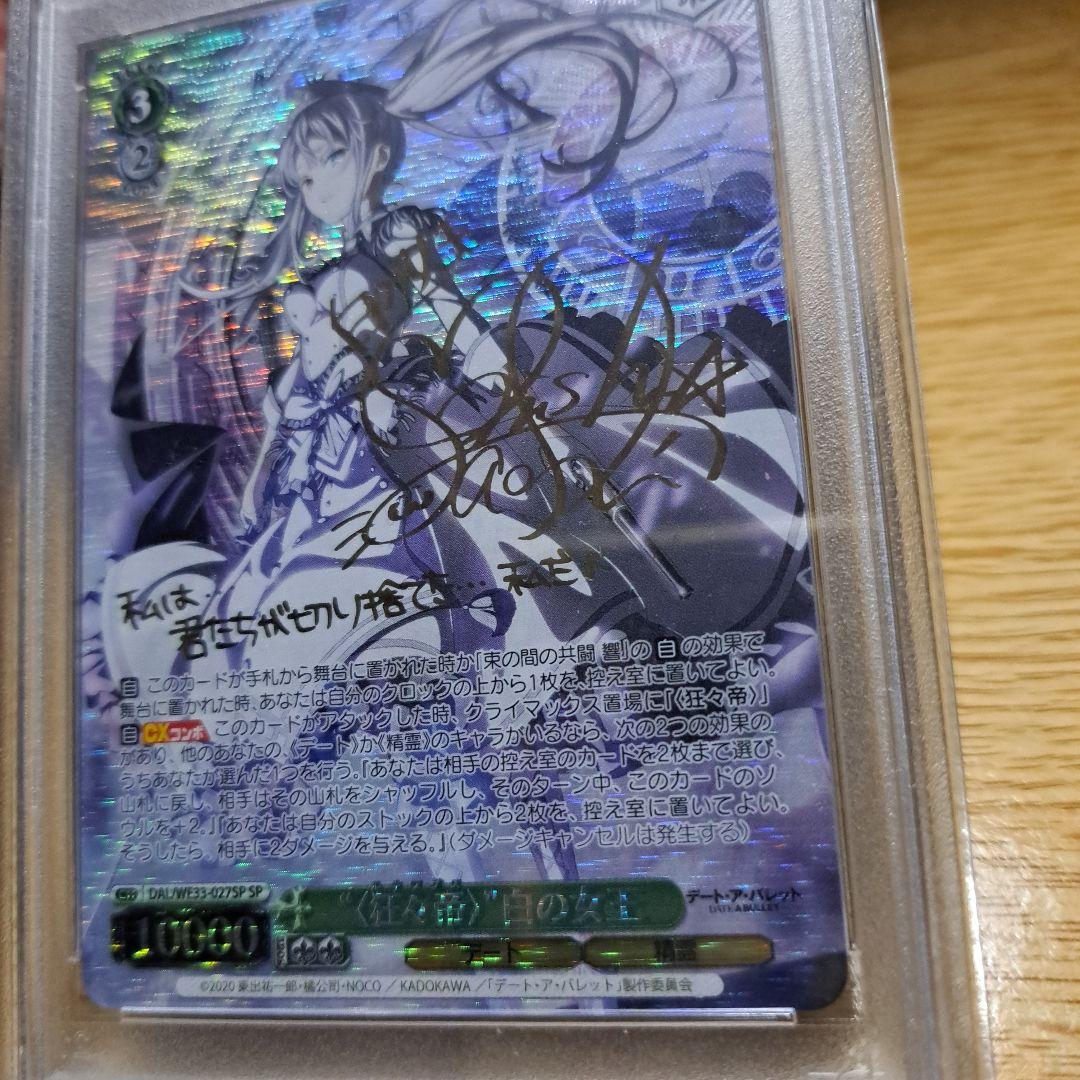 3
2
私は…
君たちが切り捨てた… 私だ!
自 このカードが手札から舞台に置かれた時か「束の間の共闘 響」の 自 の効果で
舞台に置かれた時、あなたは自分のクロックの上から1枚を、控え室に置いてよい。
自 CXコンボ このカードがアタックした時、クライマックス置場に「〈狂々帝〉」
があり、他のあなたの、《デート》か《精霊》のキャラがいるなら、次の2つの効果の
うちあなたが選んだ1つを行う。「あなたは相手の控え室のカードを2枚まで選び、
山札に戻し、相手はその山札をシャッフルし、そのターン中、このカードのソ
ウルを+2。」「あなたは自分のストックの上から2枚を、控え室に置いてよい。
そうしたら、相手に2ダメージを与える。」(ダメージキャンセルは発生する)
DAL/WE33-027SP SP
“〈狂々帝〉”白の女王
デート・ア・バレット
DATE A BULLET
10000
デート
精霊
©2020 東出祐一郎・橘公司・NOCO／KADOKAWA／「デート・ア・バレット」製作委員会